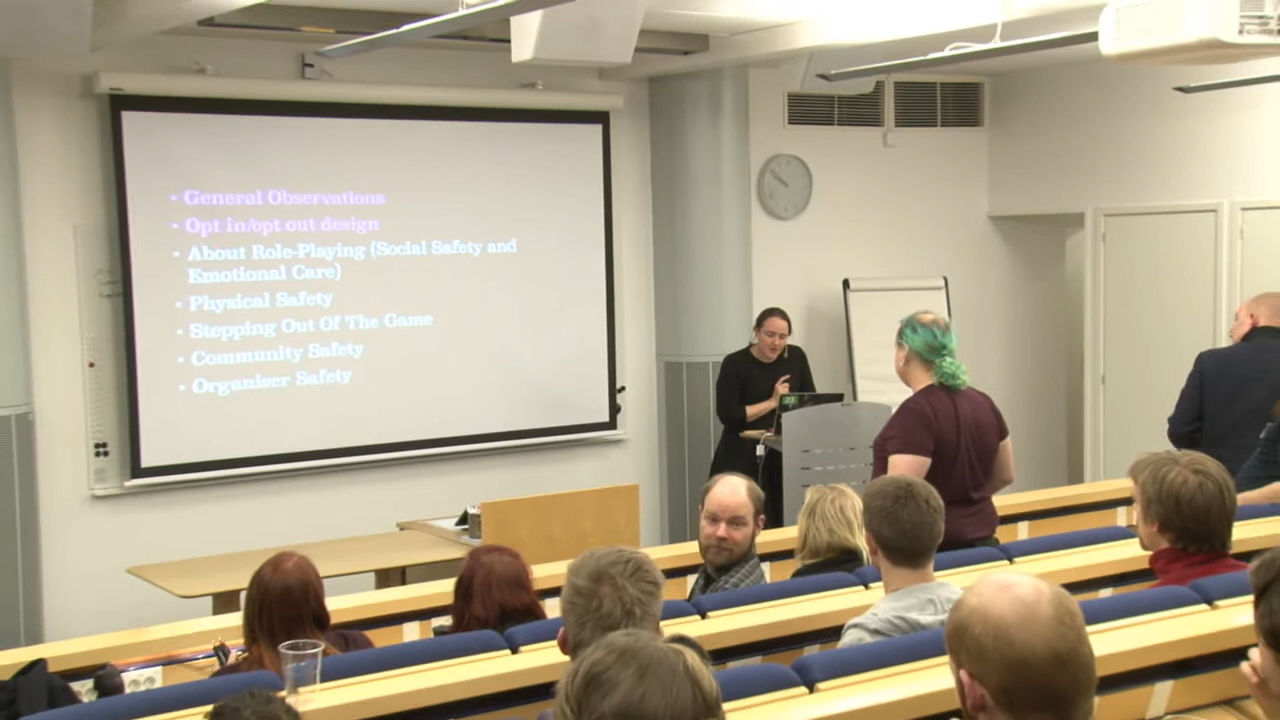 • General Observations
• Opt in/opt out design
• About Role-Playing (Social Safety and
Emotional Care)
• Physical Safety
• Stepping Out Of The Game
• Community Safety
• Organiser Safety